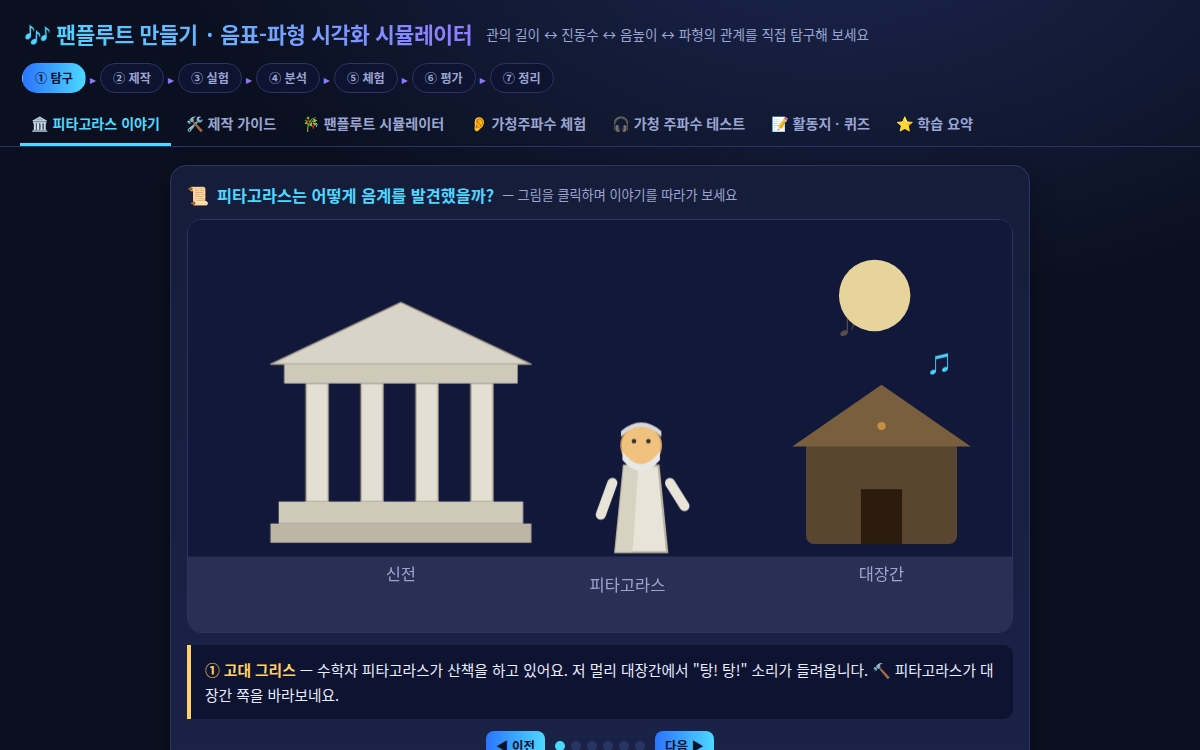 🎶 팬플루트 만들기 · 음표-파형 시각화 시뮬레이터 관의 길이 ↔ 진동수 ↔ 음높이 ↔ 파형의 관계를 직접 탐구해 보세요
① 탐구 ▸ ② 제작 ▸ ③ 실험 ▸ ④ 분석 ▸ ⑤ 체험 ▸ ⑥ 평가 ▸ ⑦ 정리
🏛️ 피타고라스 이야기 🛠️ 제작 가이드 🎋 팬플루트 시뮬레이터 👂 가청주파수 체험 🎧 가청 주파수 테스트 📝 활동지 · 퀴즈 ⭐ 학습 요약
📜 피타고라스는 어떻게 음계를 발견했을까? — 그림을 클릭하며 이야기를 따라가 보세요
신전 피타고라스 대장간
① 고대 그리스 — 수학자 피타고라스가 산책을 하고 있어요. 저 멀리 대장간에서 "탕! 탕!" 소리가 들려옵니다. 🔨 피타고라스가 대
장간 쪽을 바라보네요.
◀ 이전 다음 ▶